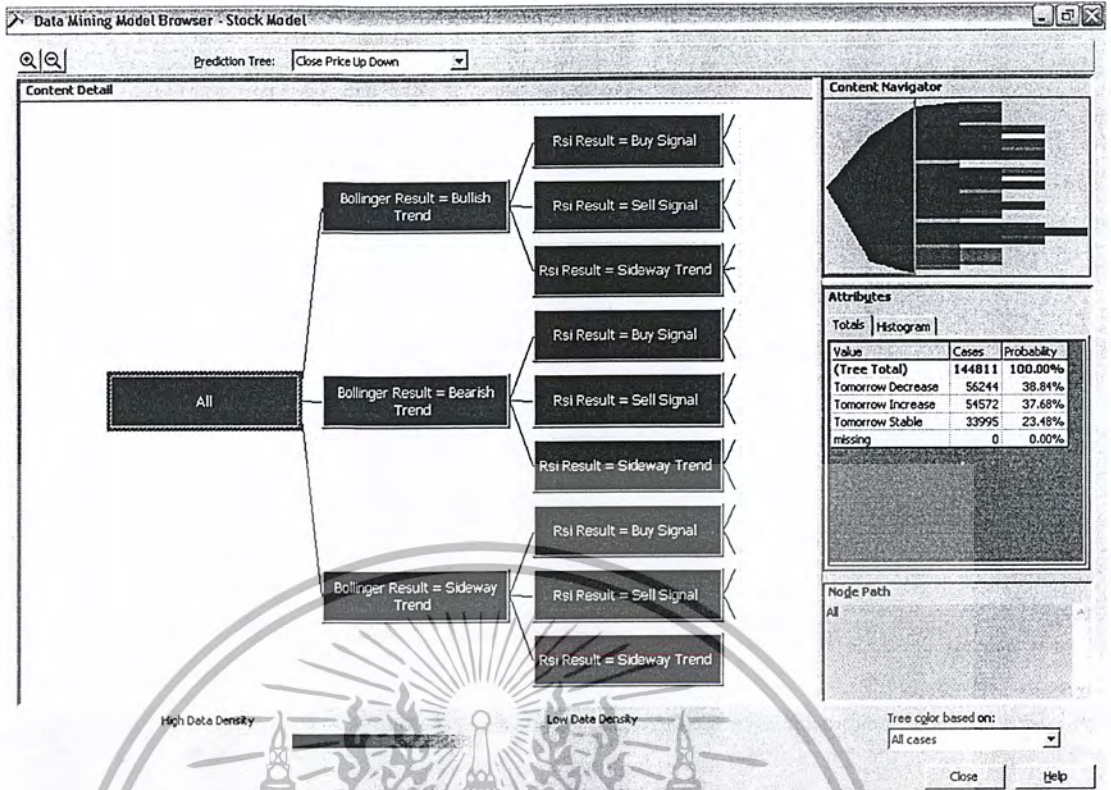 Data Mining Model Browser - Stock Model
Prediction Tree: Close Price Up Down
Content Detail
Content Navigator
All
Bollinger Result = Bullish Trend
Rsi Result = Buy Signal
Rsi Result = Sell Signal
Rsi Result = Sideway Trend
Bollinger Result = Bearish Trend
Rsi Result = Buy Signal
Rsi Result = Sell Signal
Rsi Result = Sideway Trend
Bollinger Result = Sideway Trend
Rsi Result = Buy Signal
Rsi Result = Sell Signal
Rsi Result = Sideway Trend
Attributes
Totals Histogram
Value Cases Probability
(Tree Total) 144811 100.00%
Tomorrow Decrease 56244 38.84%
Tomorrow Increase 54572 37.68%
Tomorrow Stable 33995 23.48%
missing 0 0.00%
Node Path
All
High Data Density
Low Data Density
Tree color based on:
All cases
Close Help